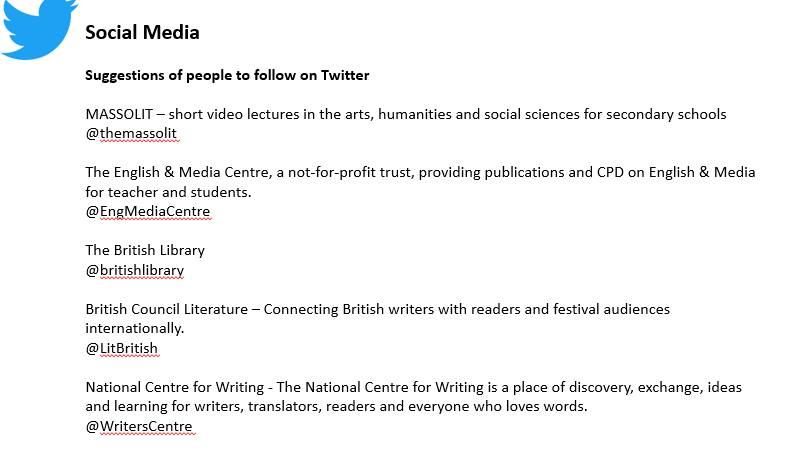 Social Media
Suggestions of people to follow on Twitter
MASSOLIT – short video lectures in the arts, humanities and social sciences for secondary schools
@themassolit
The English & Media Centre, a not-for-profit trust, providing publications and CPD on English & Media
for teacher and students.
@EngMediaCentre
The British Library
@britishlibrary
British Council Literature – Connecting British writers with readers and festival audiences
internationally.
@LitBritish
National Centre for Writing - The National Centre for Writing is a place of discovery, exchange, ideas
and learning for writers, translators, readers and everyone who loves words.
@WritersCentre